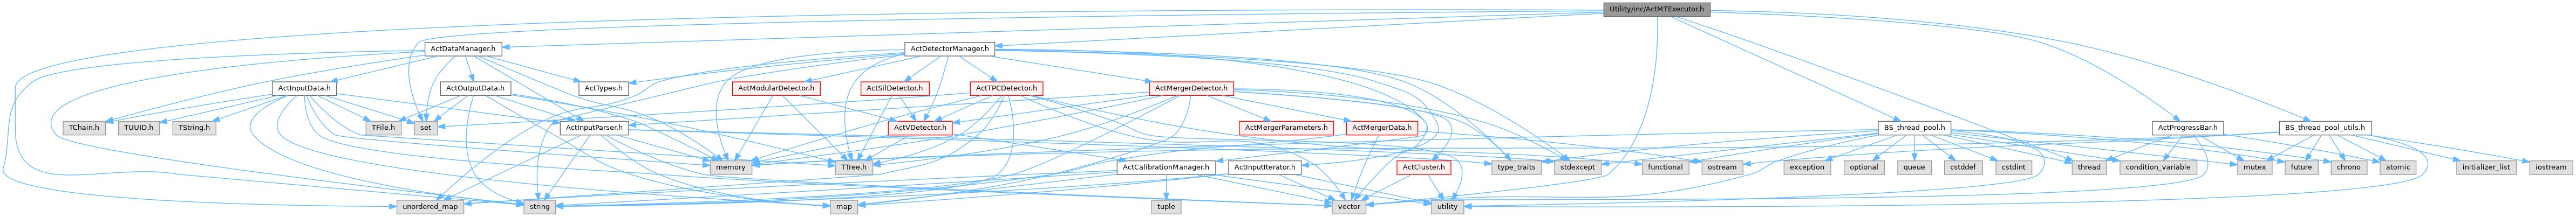 Utility/inc/ActMTExecutor.h
ActDataManager.h
ActDetectorManager.h
ActInputData.h
ActOutputData.h
ActTypes.h
ActModularDetector.h
ActSilDetector.h
ActTPCDetector.h
ActMergerDetector.h
TChain.h
TUUID.h
TString.h
TFile.h
set
ActInputParser.h
ActVDetector.h
ActMergerParameters.h
ActMergerData.h
BS_thread_pool.h
ActProgressBar.h
BS_thread_pool_utils.h
memory
TTree.h
ActCalibrationManager.h
ActInputIterator.h
ActCluster.h
type_traits
stdexcept
functional
ostream
exception
optional
queue
cstddef
cstdint
thread
condition_variable
mutex
future
chrono
atomic
initializer_list
iostream
unordered_map
string
map
tuple
vector
utility